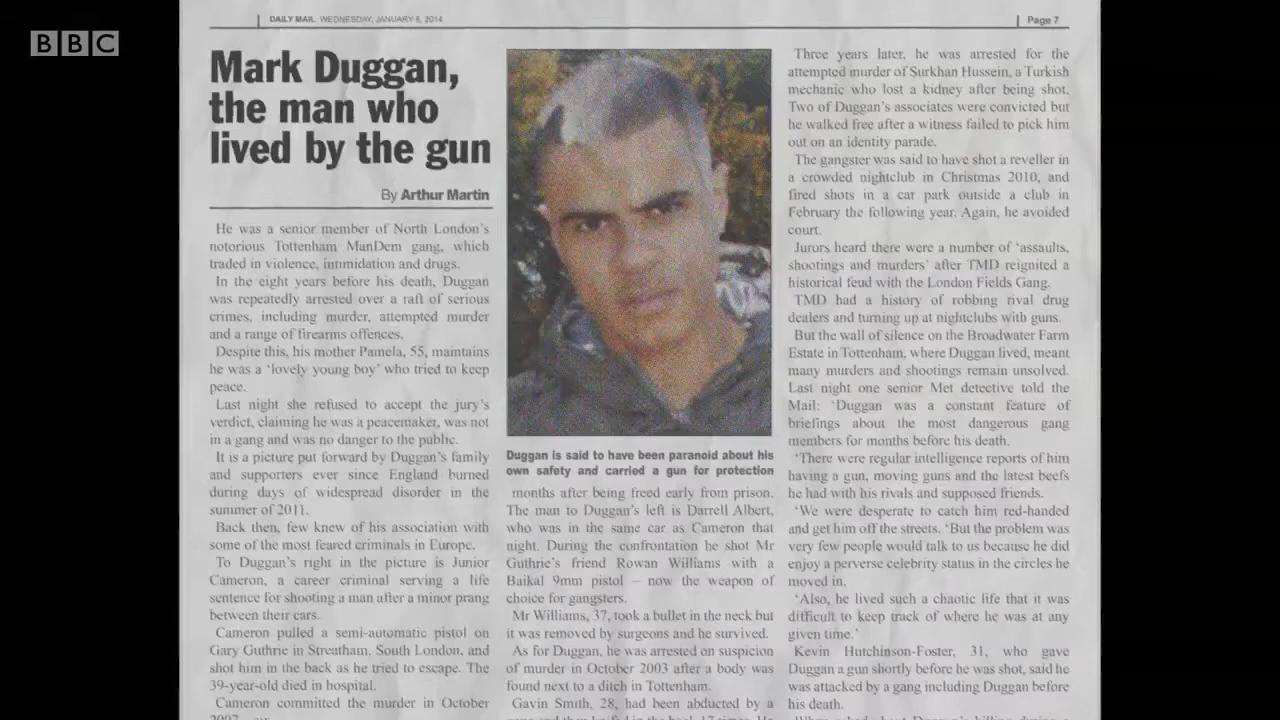 BBC
DAILY MAIL, WEDNESDAY, JANUARY 8, 2014
Page 7
Mark Duggan,
the man who
lived by the gun
By Arthur Martin
He was a senior member of North London's
notorious Tottenham ManDem gang, which
traded in violence, intimidation and drugs.
In the eight years before his death, Duggan
was repeatedly arrested over a raft of serious
crimes, including murder, attempted murder
and a range of firearms offences.
Despite this, his mother Pamela, 55, maintains
he was a 'lovely young boy' who tried to keep
peace.
Last night she refused to accept the jury's
verdict, claiming he was a peacemaker, was not
in a gang and was no danger to the public.
It is a picture put forward by Duggan's family
and supporters ever since England burned
during days of widespread disorder in the
summer of 2011.
Back then, few knew of his association with
some of the most feared criminals in Europe.
To Duggan's right in the picture is Junior
Cameron, a career criminal serving a life
sentence for shooting a man after a minor prang
between their cars.
Cameron pulled a semi-automatic pistol on
Gary Guthrie in Streatham, South London, and
shot him in the back as he tried to escape. The
39-year-old died in hospital.
Cameron committed the murder in October
Duggan is said to have been paranoid about his
own safety and carried a gun for protection
months after being freed early from prison.
The man to Duggan's left is Darrell Albert,
who was in the same car as Cameron that
night. During the confrontation he shot Mr
Guthrie's friend Rowan Williams with a
Baikal 9mm pistol – now the weapon of
choice for gangsters.
Mr Williams, 37, took a bullet in the neck but
it was removed by surgeons and he survived.
As for Duggan, he was arrested on suspicion
of murder in October 2003 after a body was
found next to a ditch in Tottenham.
Gavin Smith, 28, had been abducted by a
Three years later, he was arrested for the
attempted murder of Surkhan Hussein, a Turkish
mechanic who lost a kidney after being shot.
Two of Duggan's associates were convicted but
he walked free after a witness failed to pick him
out on an identity parade.
The gangster was said to have shot a reveller in
a crowded nightclub in Christmas 2010, and
fired shots in a car park outside a club in
February the following year. Again, he avoided
court.
Jurors heard there were a number of 'assaults,
shootings and murders' after TMD reignited a
historical feud with the London Fields Gang.
TMD had a history of robbing rival drug
dealers and turning up at nightclubs with guns.
But the wall of silence on the Broadwater Farm
Estate in Tottenham, where Duggan lived, meant
many murders and shootings remain unsolved.
Last night one senior Met detective told the
Mail: 'Duggan was a constant feature of
briefings about the most dangerous gang
members for months before his death.
'There were regular intelligence reports of him
having a gun, moving guns and the latest beefs
he had with his rivals and supposed friends.
'We were desperate to catch him red-handed
and get him off the streets. 'But the problem was
very few people would talk to us because he did
enjoy a perverse celebrity status in the circles he
moved in.
'Also, he lived such a chaotic life that it was
difficult to keep track of where he was at any
given time.'
Kevin Hutchinson-Foster, 31, who gave
Duggan a gun shortly before he was shot, said he
was attacked by a gang including Duggan before
his death.